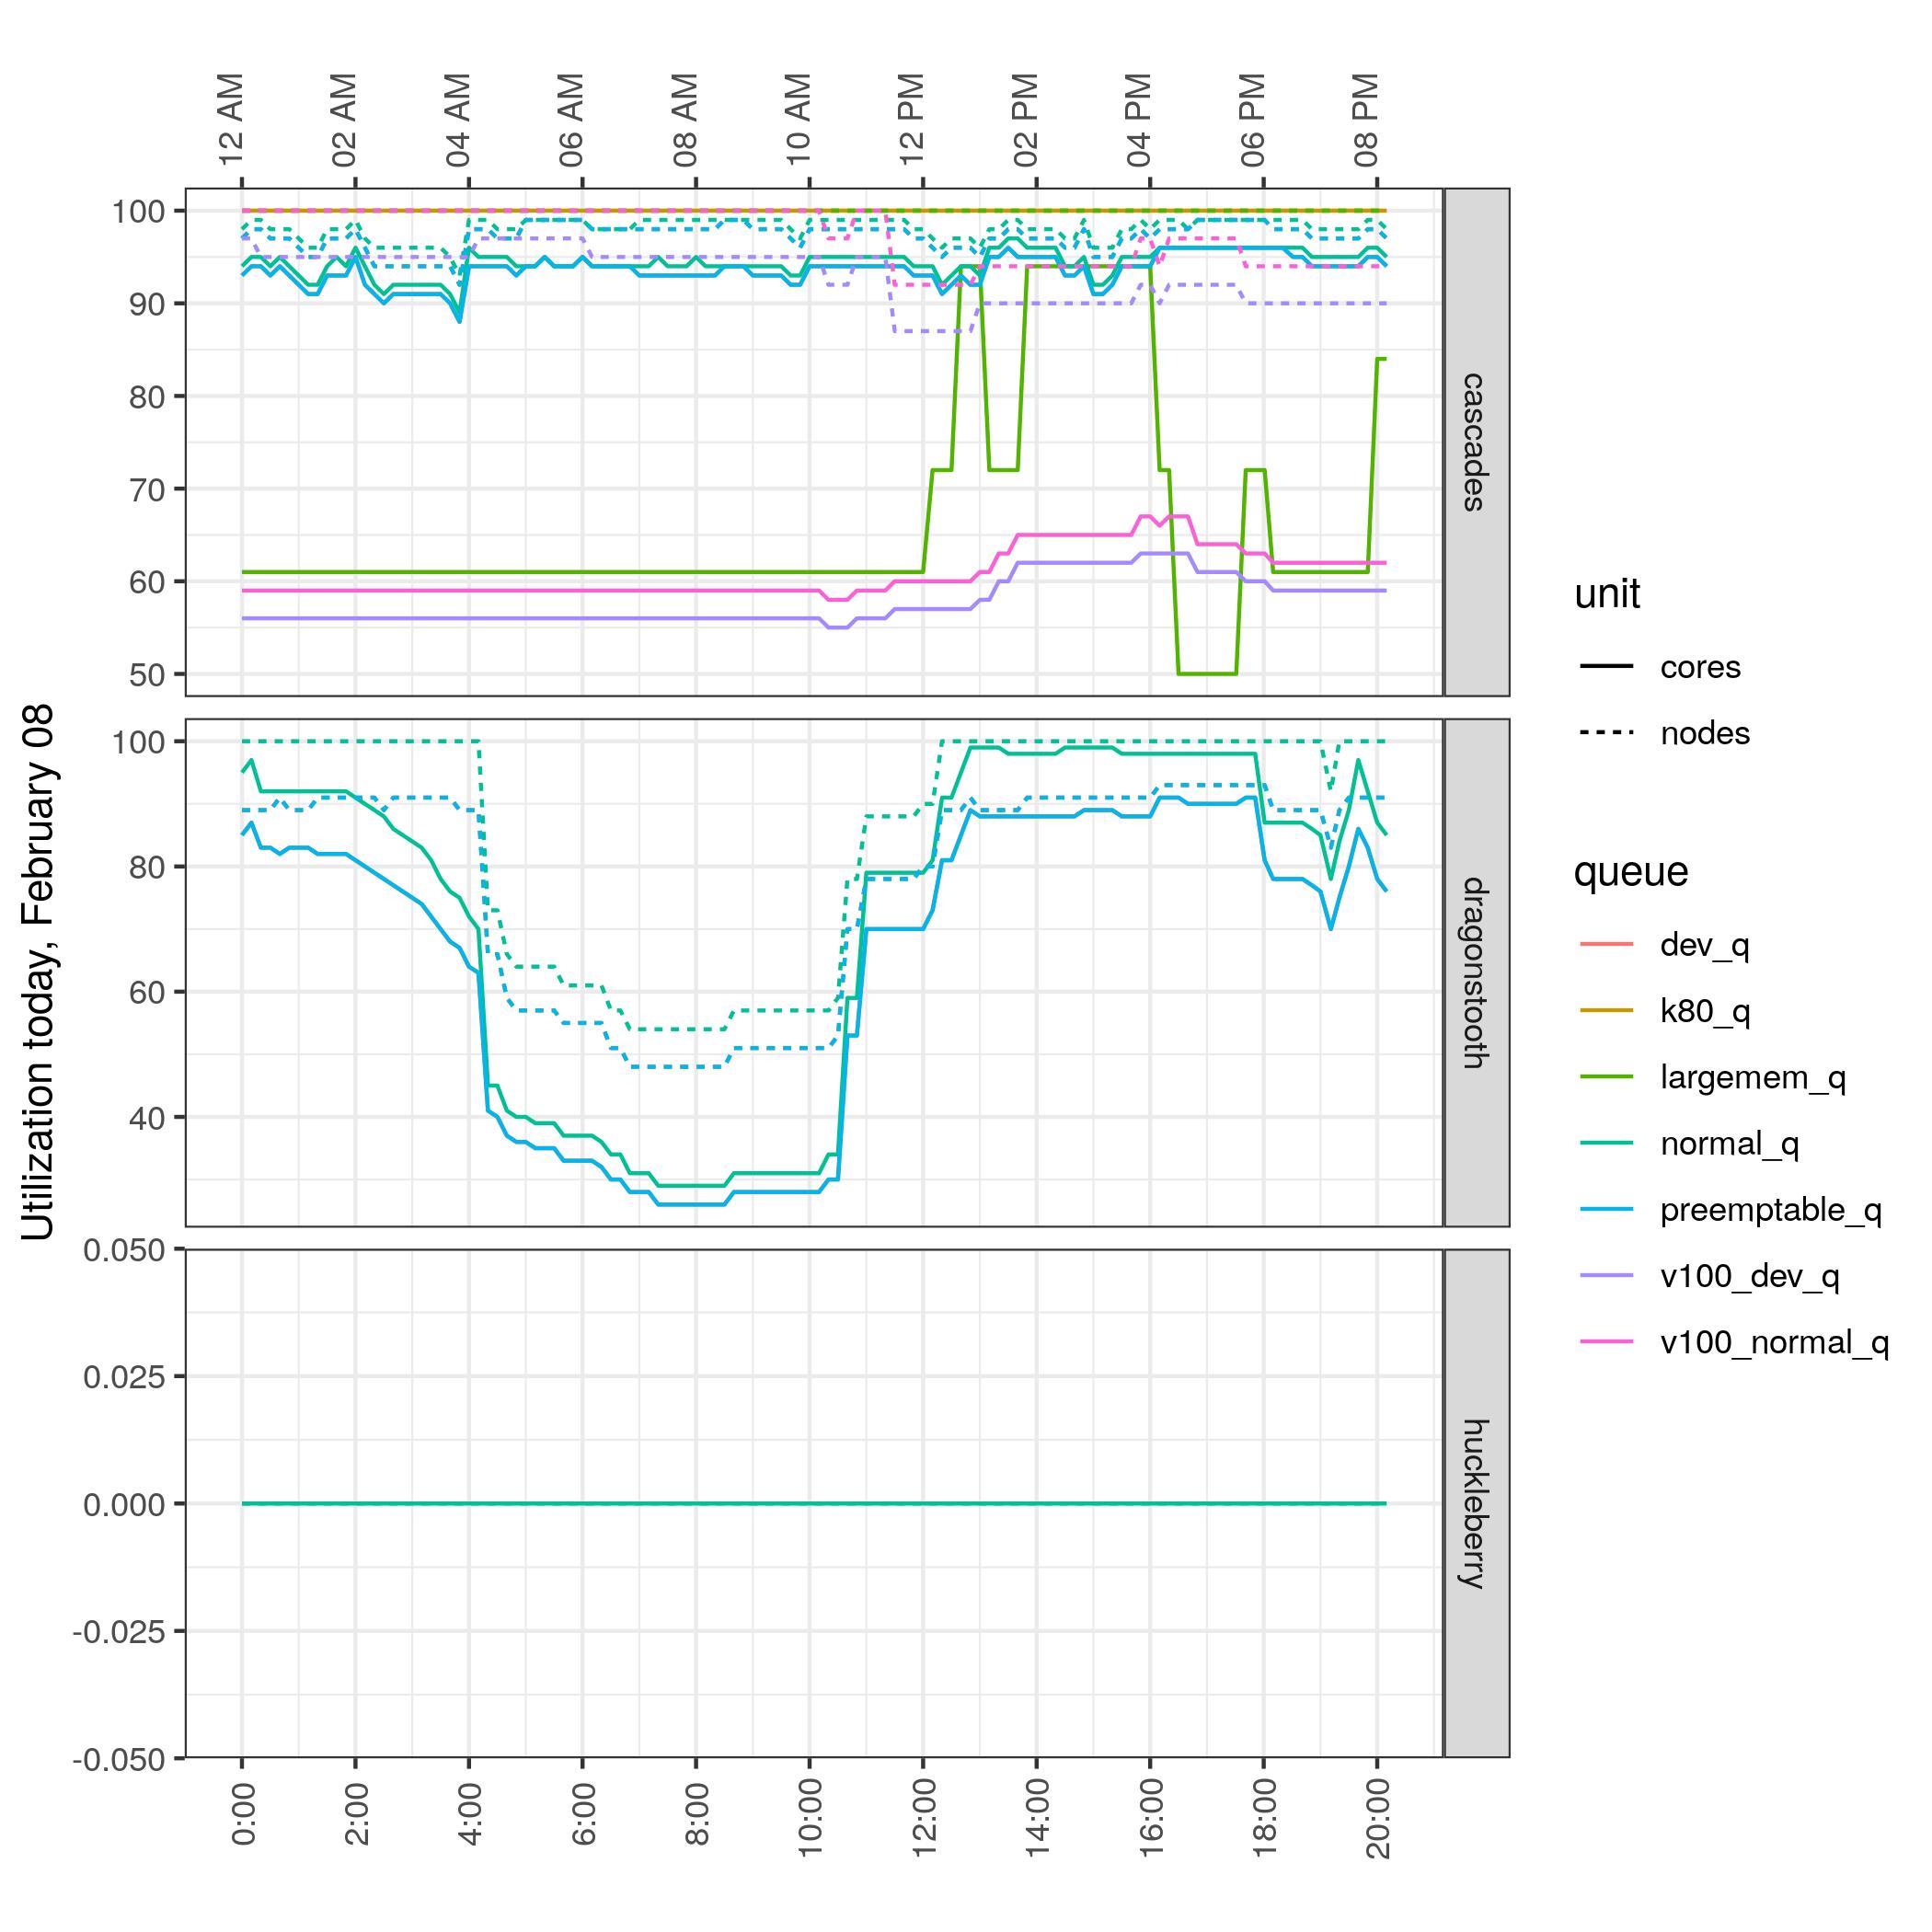 12 AM
02 AM
04 AM
06 AM
08 AM
10 AM
12 PM
02 PM
04 PM
06 PM
08 PM
Utilization today, February 08
100
90
80
70
60
50
cascades
100
80
60
40
dragonstooth
0.050
0.025
0.000
-0.025
-0.050
huckleberry
0:00
2:00
4:00
6:00
8:00
10:00
12:00
14:00
16:00
18:00
20:00
unit
cores
nodes
queue
dev_q
k80_q
largemem_q
normal_q
preemptable_q
v100_dev_q
v100_normal_q